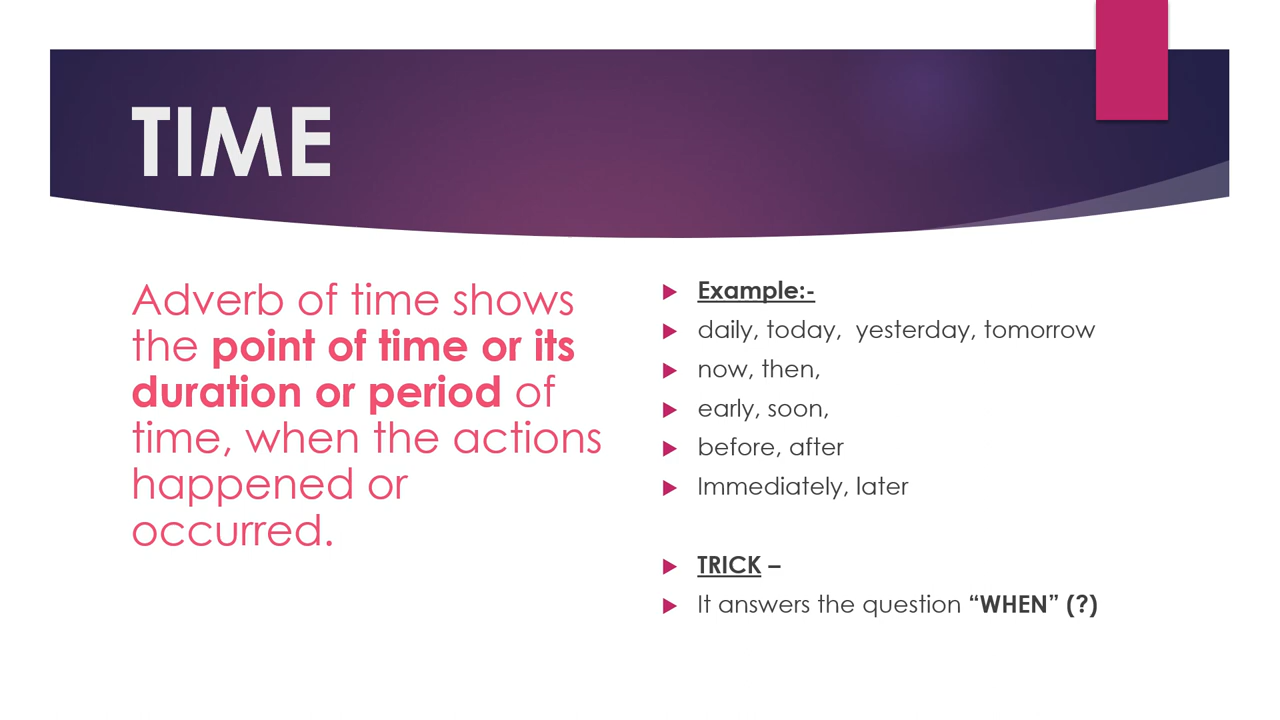 TIME
Adverb of time shows
the point of time or its
duration or period of
time, when the actions
happened or
occurred.
Example:-
daily, today,  yesterday, tomorrow
now, then,
early, soon,
before, after
Immediately, later
TRICK –
It answers the question “WHEN” (?)